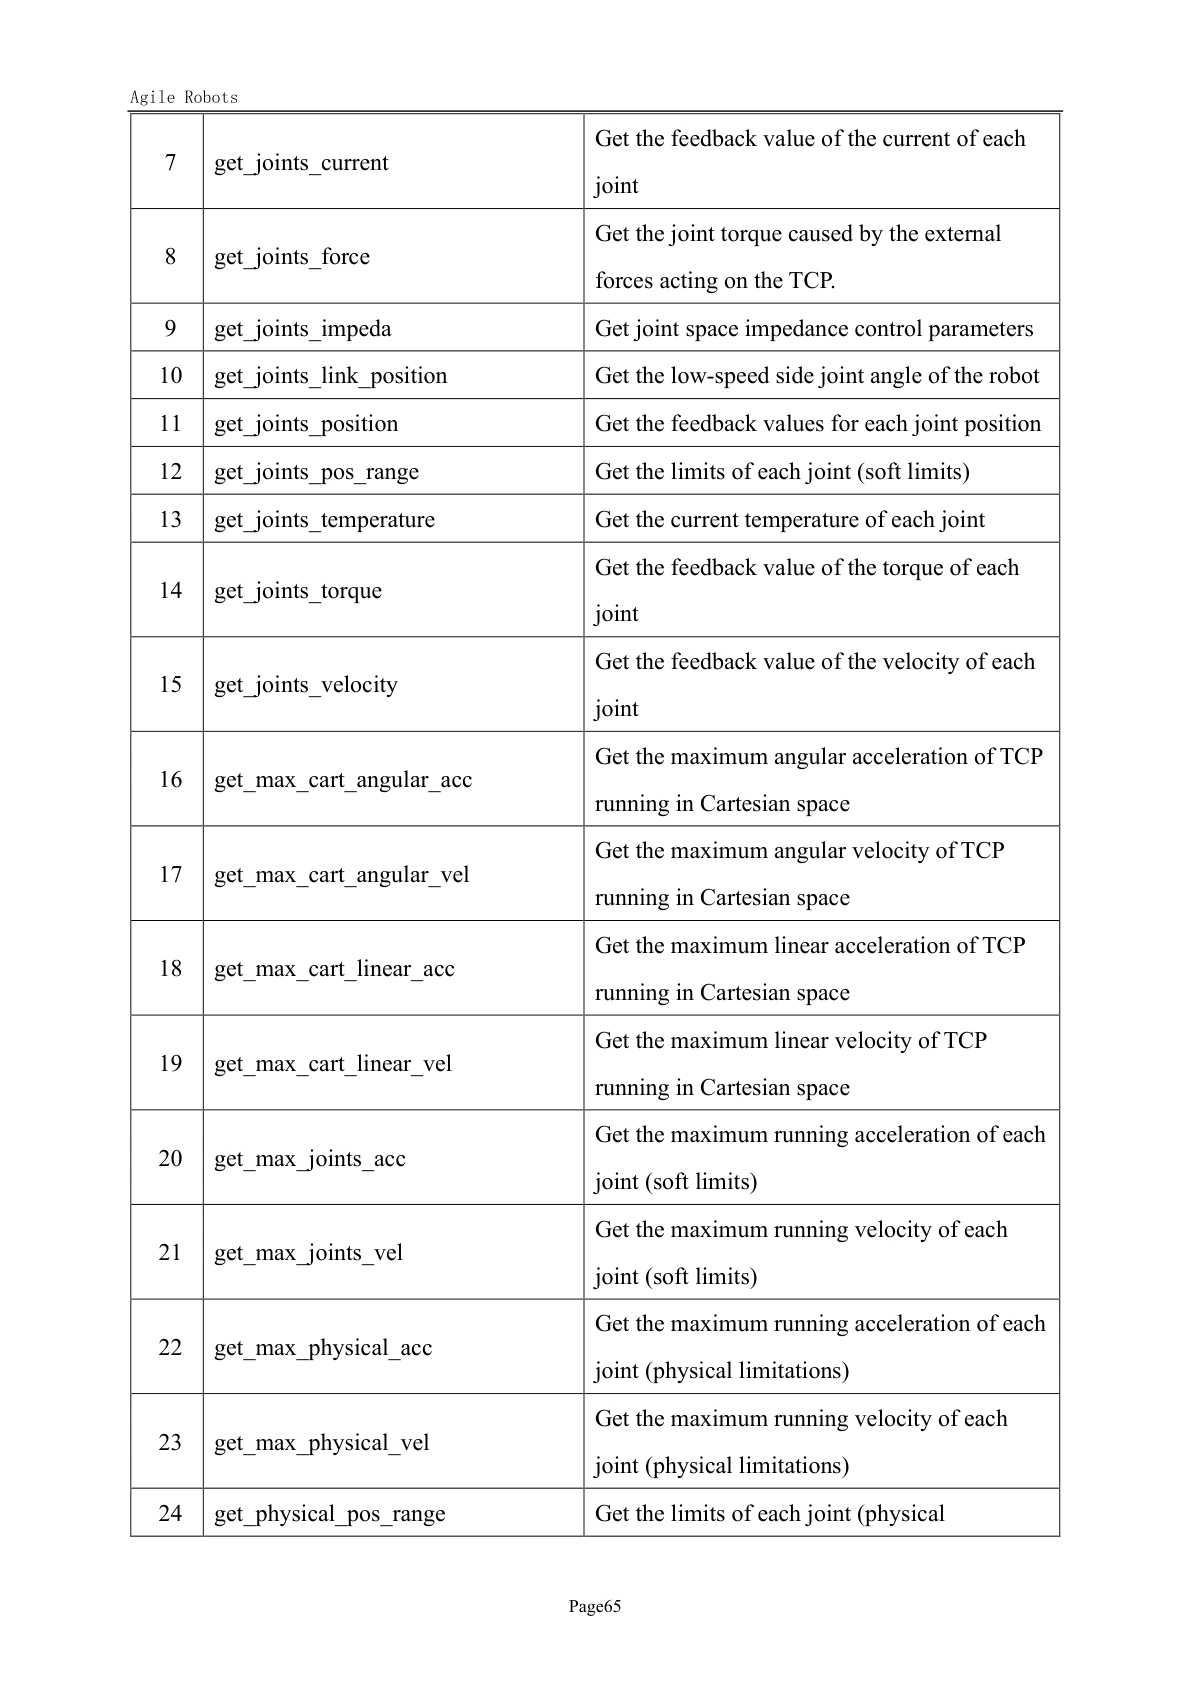 Agile Robots
7 get_joints_current Get the feedback value of the current of each
joint
8 get_joints_force Get the joint torque caused by the external
forces acting on the TCP.
9 get_joints_impeda Get joint space impedance control parameters
10 get_joints_link_position Get the low-speed side joint angle of the robot
11 get_joints_position Get the feedback values for each joint position
12 get_joints_pos_range Get the limits of each joint (soft limits)
13 get_joints_temperature Get the current temperature of each joint
14 get_joints_torque Get the feedback value of the torque of each
joint
15 get_joints_velocity Get the feedback value of the velocity of each
joint
16 get_max_cart_angular_acc Get the maximum angular acceleration of TCP
running in Cartesian space
17 get_max_cart_angular_vel Get the maximum angular velocity of TCP
running in Cartesian space
18 get_max_cart_linear_acc Get the maximum linear acceleration of TCP
running in Cartesian space
19 get_max_cart_linear_vel Get the maximum linear velocity of TCP
running in Cartesian space
20 get_max_joints_acc Get the maximum running acceleration of each
joint (soft limits)
21 get_max_joints_vel Get the maximum running velocity of each
joint (soft limits)
22 get_max_physical_acc Get the maximum running acceleration of each
joint (physical limitations)
23 get_max_physical_vel Get the maximum running velocity of each
joint (physical limitations)
24 get_physical_pos_range Get the limits of each joint (physical
Page65